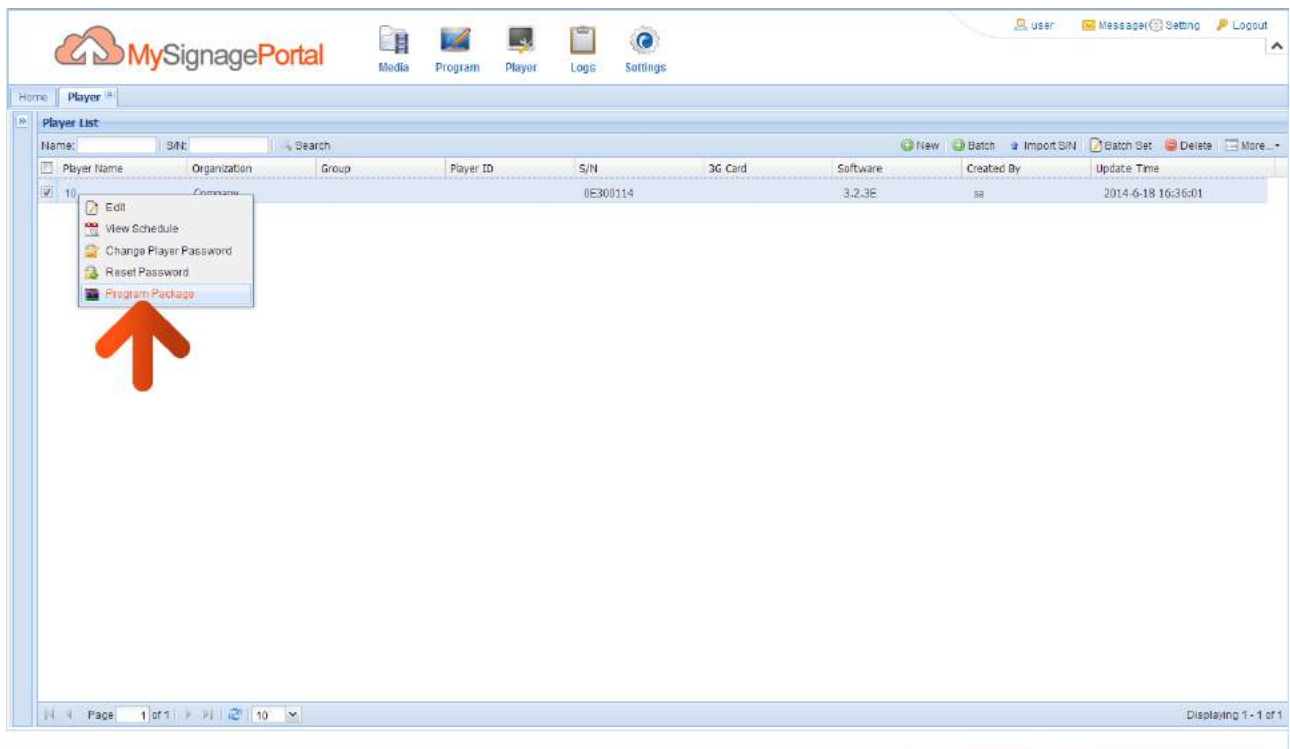 user Message( Setting Logout
MySignagePortal
Media Program Player Logs Settings
Home Player
Player List
Name: S/N: Search New Batch Import S/N Batch Set Delete More...
Player Name Organization Group Player ID S/N 3G Card Software Created By Update Time
10 Company 0E300114 3.2.3E sa 2014-6-18 16:36:01
Edit
View Schedule
Change Player Password
Reset Password
Program Package
Page 1 of 1 10 Displaying 1 - 1 of 1